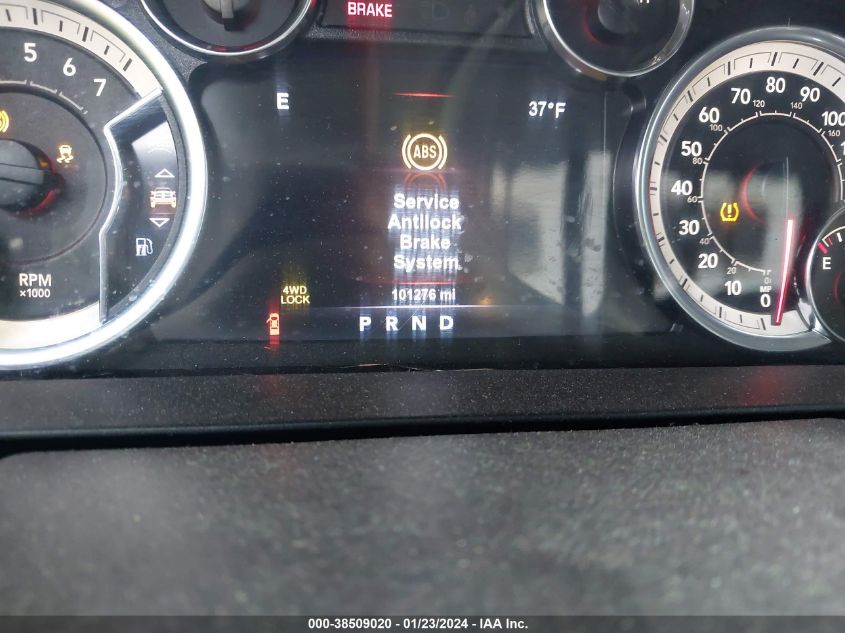 BRAKE
5
6
7
RPM
×1000
E
37°F
ABS
Service
Antilock
Brake
System
101276 mi
4WD
LOCK
P R N D
0
10
20
30
40
50
60
70
80
90
100
20
40
60
80
100
120
140
160
0
E
000-38509020 - 01/23/2024 - IAA Inc.